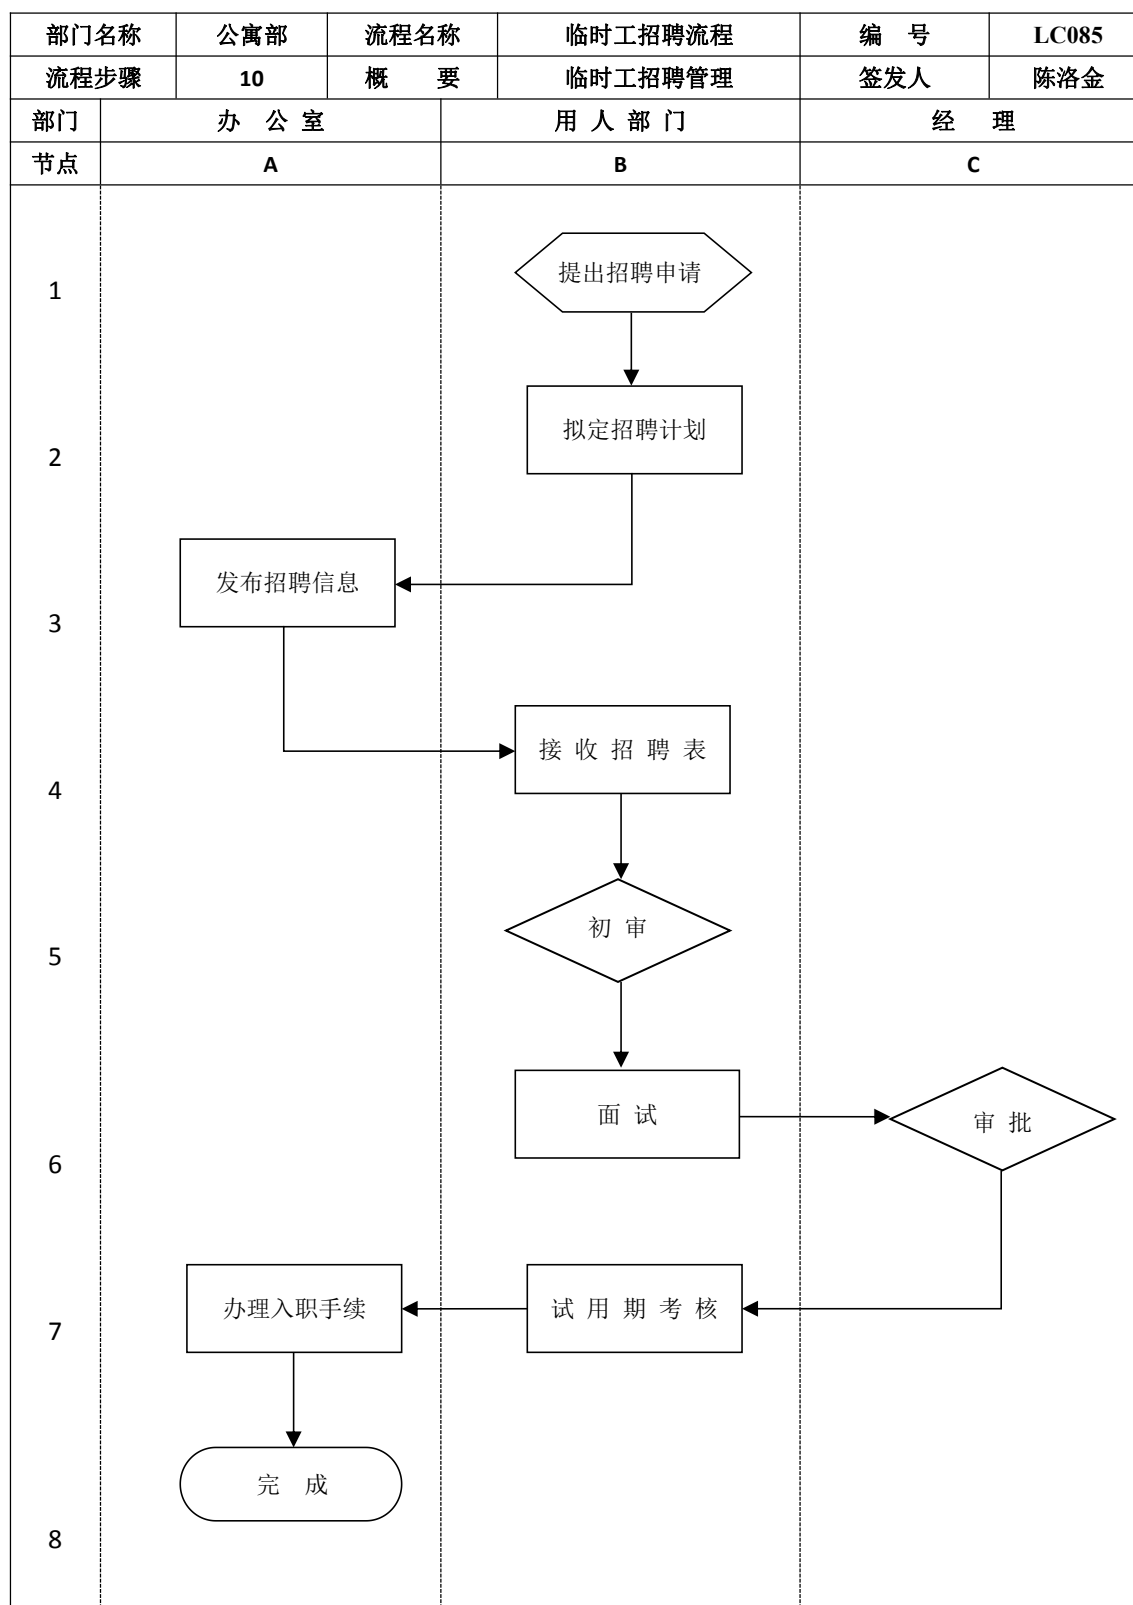 部门名称 公寓部 流程名称 临时工招聘流程 编 号 LC085
流程步骤 10 概 要 临时工招聘管理 签发人 陈洛金
部门 办 公 室 用 人 部 门 经 理
节点 A B C
提出招聘申请
1
拟定招聘计划
2
发布招聘信息
3
接 收 招 聘 表
4
初 审
5
面 试 审 批
6
办理入职手续 试 用 期 考 核
7
完 成
8